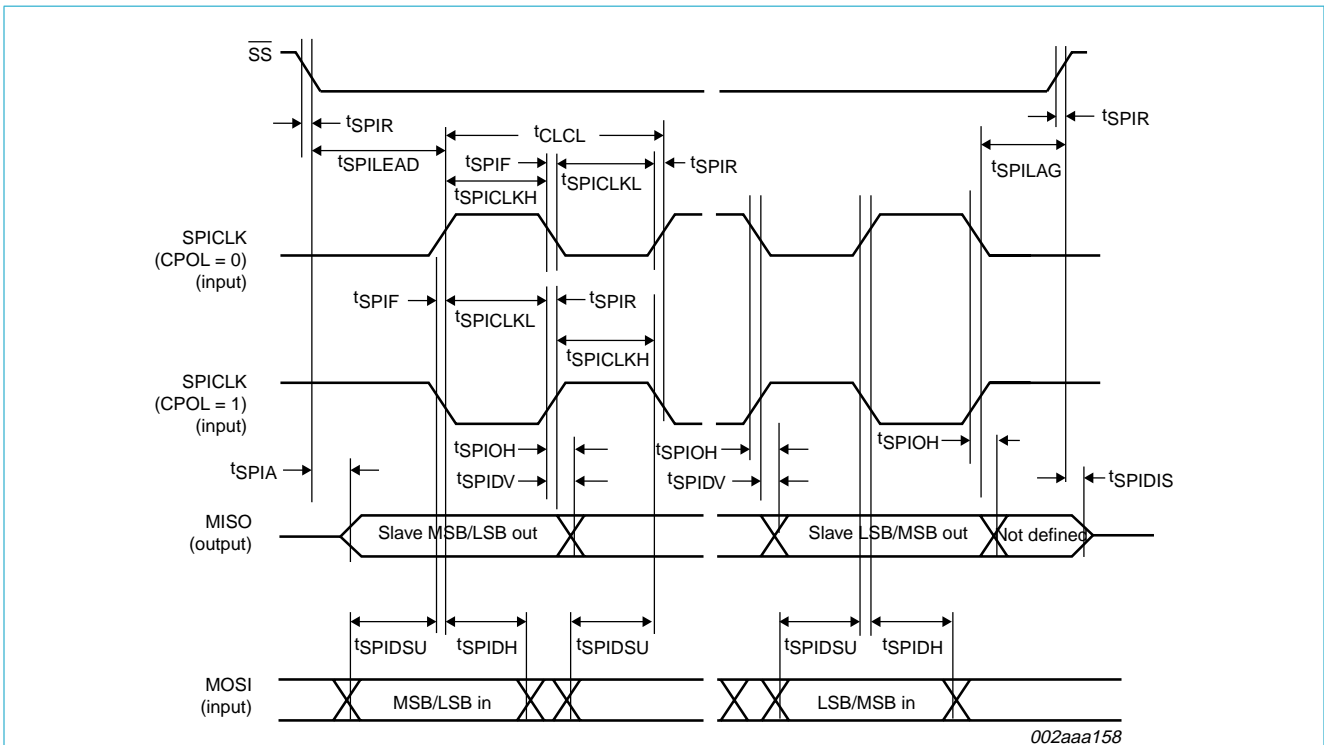 SS
tSPIR
tCLCL
tSPIR
tSPILEAD
tSPIF
tSPICLKL
tSPIR
tSPILAG
tSPICLKH
SPICLK
(CPOL = 0)
(input)
tSPIF
tSPICLKL
tSPIR
tSPICLKH
SPICLK
(CPOL = 1)
(input)
tSPIOH
tSPIOH
tSPIOH
tSPIA
tSPIDV
tSPIDV
tSPIDIS
MISO
(output)
Slave MSB/LSB out
Slave LSB/MSB out
Not defined
tSPIDSU
tSPIDH
tSPIDSU
tSPIDSU
tSPIDH
MOSI
(input)
MSB/LSB in
LSB/MSB in
002aaa158